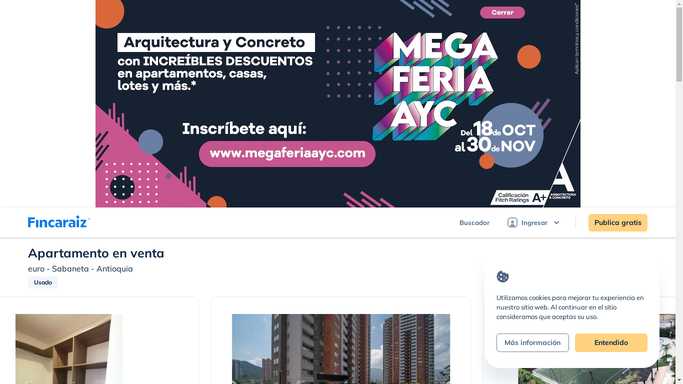 Cerrar
Arquitectura y Concreto
con INCREÍBLES DESCUENTOS
en apartamentos, casas,
lotes y más.*
MEGA
FERIA
AYC
Inscríbete aquí:
www.megaferiaayc.com
Del 18 de OCT
al 30 de NOV
Calificación
Fitch Ratings
A+
ARQUITECTURA
& CONCRETO
Fincaraiz
Buscador
Ingresar
Publica gratis
Apartamento en venta
euro - Sabaneta - Antioquia
Usado
Utilizamos cookies para mejorar tu experiencia en
nuestro sitio web. Al continuar en el sitio
consideramos que aceptas su uso.
Más información
Entendido